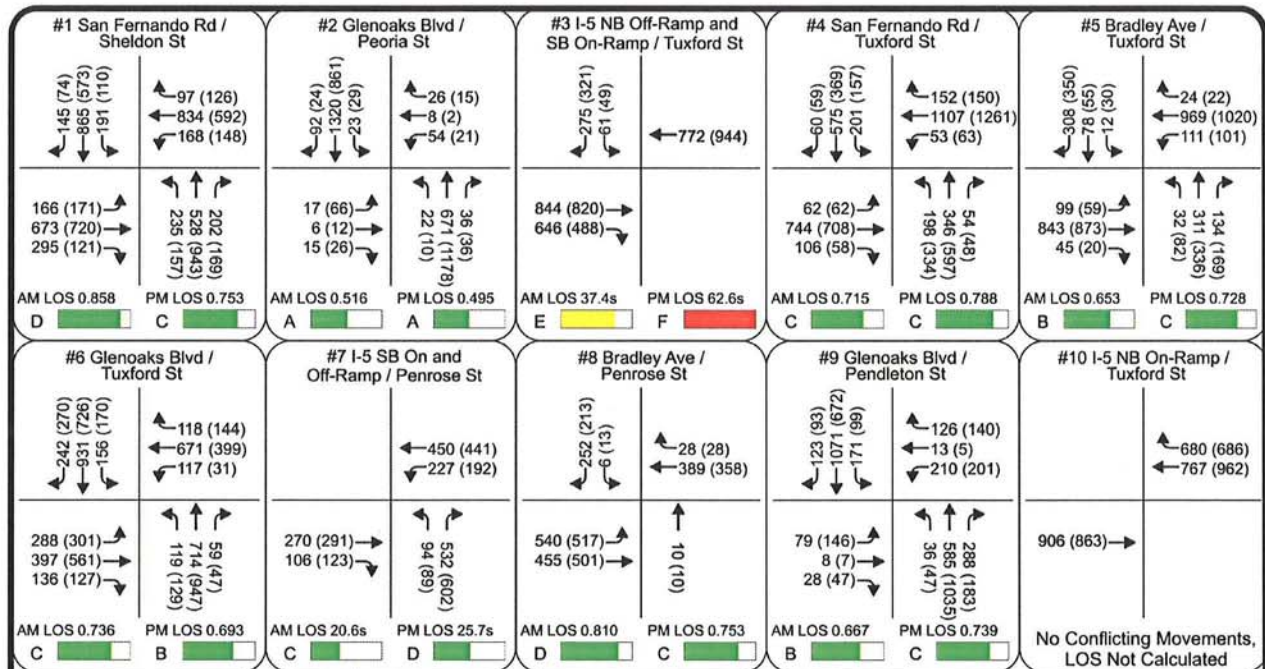 #1 San Fernando Rd /
Sheldon St
145 (74)
865 (573)
191 (110)
97 (126)
834 (592)
168 (148)
166 (171)
673 (720)
295 (121)
235 (157)
528 (943)
202 (169)
AM LOS 0.858
PM LOS 0.753
D
C
#2 Glenoaks Blvd /
Peoria St
92 (24)
1320 (861)
23 (29)
26 (15)
8 (2)
54 (21)
17 (66)
6 (12)
15 (26)
22 (10)
671 (1178)
36 (36)
AM LOS 0.516
PM LOS 0.495
A
A
#3 I-5 NB Off-Ramp and
SB On-Ramp / Tuxford St
275 (321)
61 (49)
772 (944)
844 (820)
646 (488)
AM LOS 37.4s
PM LOS 62.6s
E
F
#4 San Fernando Rd /
Tuxford St
60 (59)
575 (369)
201 (157)
152 (150)
1107 (1261)
53 (63)
62 (62)
744 (708)
106 (58)
198 (334)
346 (597)
54 (48)
AM LOS 0.715
PM LOS 0.788
C
C
#5 Bradley Ave /
Tuxford St
308 (350)
78 (55)
12 (30)
24 (22)
969 (1020)
111 (101)
99 (59)
843 (873)
45 (20)
32 (82)
311 (336)
134 (169)
AM LOS 0.653
PM LOS 0.728
B
C
#6 Glenoaks Blvd /
Tuxford St
242 (270)
931 (726)
156 (170)
118 (144)
671 (399)
117 (31)
288 (301)
397 (561)
136 (127)
119 (129)
714 (947)
59 (47)
AM LOS 0.736
PM LOS 0.693
C
B
#7 I-5 SB On and
Off-Ramp / Penrose St
450 (441)
227 (192)
270 (291)
106 (123)
94 (89)
532 (602)
AM LOS 20.6s
PM LOS 25.7s
C
D
#8 Bradley Ave /
Penrose St
252 (213)
6 (13)
28 (28)
389 (358)
540 (517)
455 (501)
10 (10)
AM LOS 0.810
PM LOS 0.753
D
C
#9 Glenoaks Blvd /
Pendleton St
123 (93)
1071 (672)
171 (99)
126 (140)
13 (5)
210 (201)
79 (146)
8 (7)
28 (47)
36 (47)
585 (1035)
288 (183)
AM LOS 0.667
PM LOS 0.739
B
C
#10 I-5 NB On-Ramp /
Tuxford St
680 (686)
767 (962)
906 (863)
No Conflicting Movements,
LOS Not Calculated